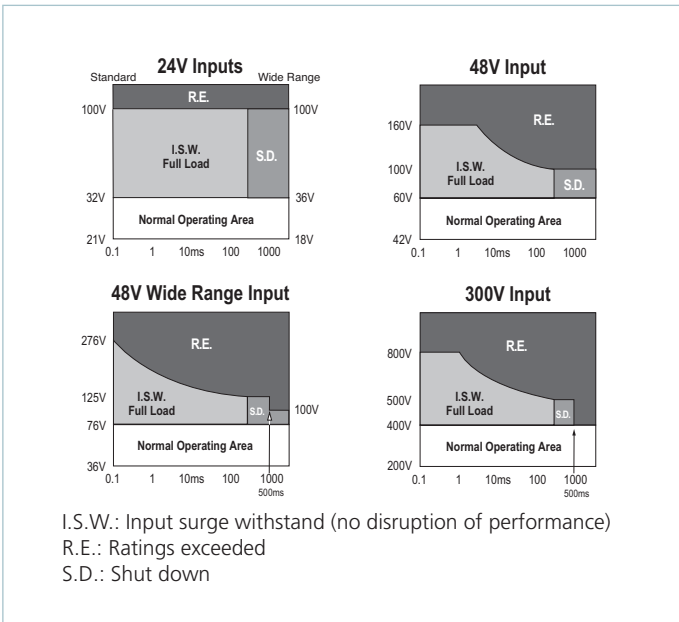 24V Inputs
Standard Wide Range
R.E.
100V 100V
I.S.W.
Full Load
S.D.
32V 36V
Normal Operating Area
21V 18V
0.1 1 10ms 100 1000
48V Input
R.E.
160V
I.S.W.
Full Load
100V
S.D.
60V
Normal Operating Area
42V
0.1 1 10ms 100 1000
48V Wide Range Input
276V
R.E.
125V
I.S.W.
Full Load
S.D.
100V
76V
Normal Operating Area
36V
0.1 1 10ms 100 1000
500ms
300V Input
R.E.
800V
500V
I.S.W.
Full Load
S.D.
400V
Normal Operating Area
200V
0.1 1 10ms 100 1000
500ms
I.S.W.: Input surge withstand (no disruption of performance)
R.E.: Ratings exceeded
S.D.: Shut down